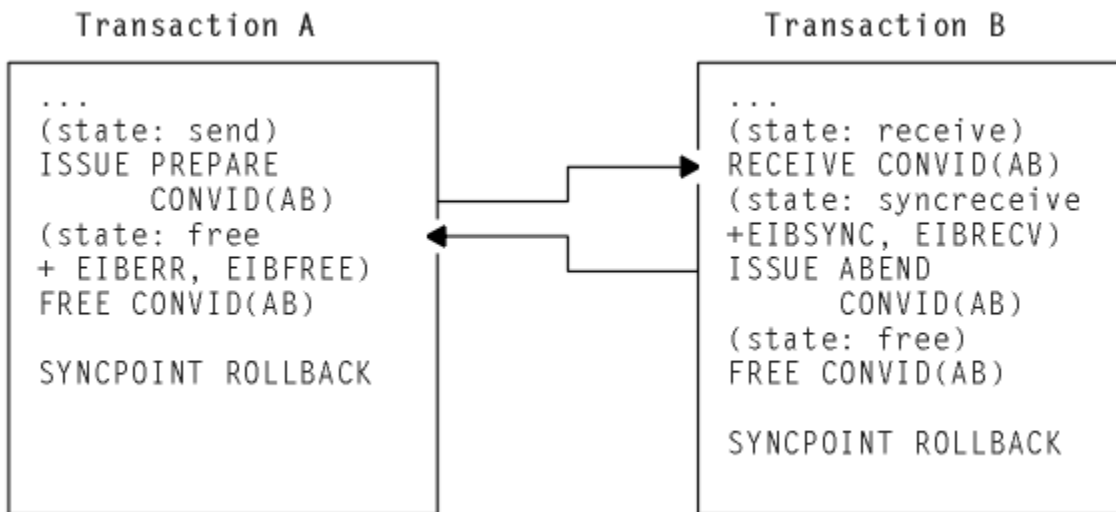 Transaction A
...
(state: send)
ISSUE PREPARE
CONVID(AB)
(state: free
+ EIBERR, EIBFREE)
FREE CONVID(AB)
SYNCPOINT ROLLBACK
Transaction B
...
(state: receive)
RECEIVE CONVID(AB)
(state: syncreceive
+EIBSYNC, EIBRECV)
ISSUE ABEND
CONVID(AB)
(state: free)
FREE CONVID(AB)
SYNCPOINT ROLLBACK